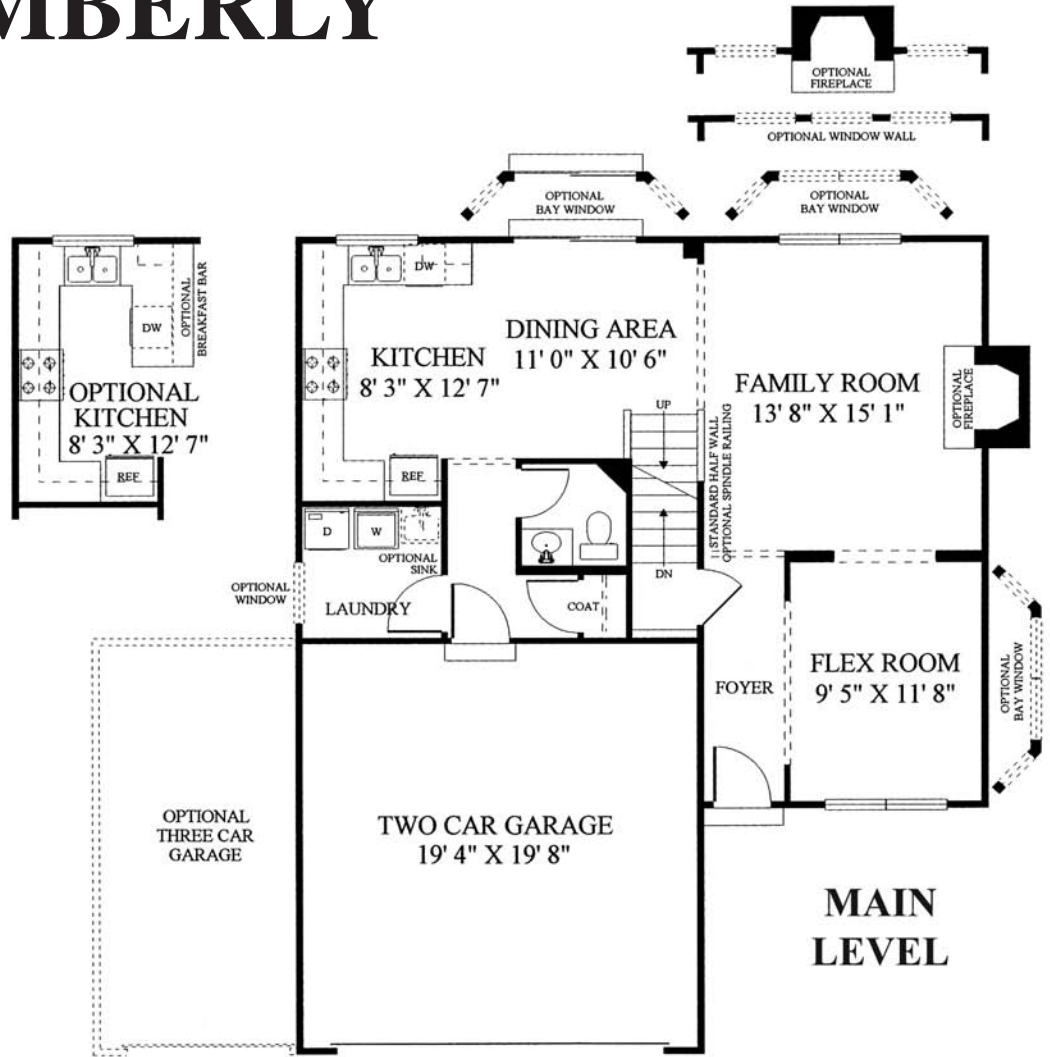 MBERLY
OPTIONAL
FIREPLACE
OPTIONAL WINDOW WALL
OPTIONAL
BAY WINDOW
OPTIONAL
BAY WINDOW
DW
OPTIONAL
BREAKFAST BAR
OPTIONAL
KITCHEN
8' 3" X 12' 7"
REF
DW
KITCHEN
8' 3" X 12' 7"
REF
DINING AREA
11' 0" X 10' 6"
FAMILY ROOM
13' 8" X 15' 1"
OPTIONAL
FIREPLACE
UP
STANDARD HALF WALL
OPTIONAL SPINDLE RAILING
DN
D
W
OPTIONAL
SINK
OPTIONAL
WINDOW
LAUNDRY
COAT
FOYER
FLEX ROOM
9' 5" X 11' 8"
OPTIONAL
BAY WINDOW
OPTIONAL
THREE CAR
GARAGE
TWO CAR GARAGE
19' 4" X 19' 8"
MAIN
LEVEL